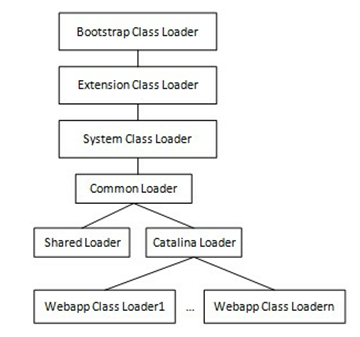 Bootstrap Class Loader
Extension Class Loader
System Class Loader
Common Loader
Shared Loader Catalina Loader
Webapp Class Loader1 ... Webapp Class Loadern